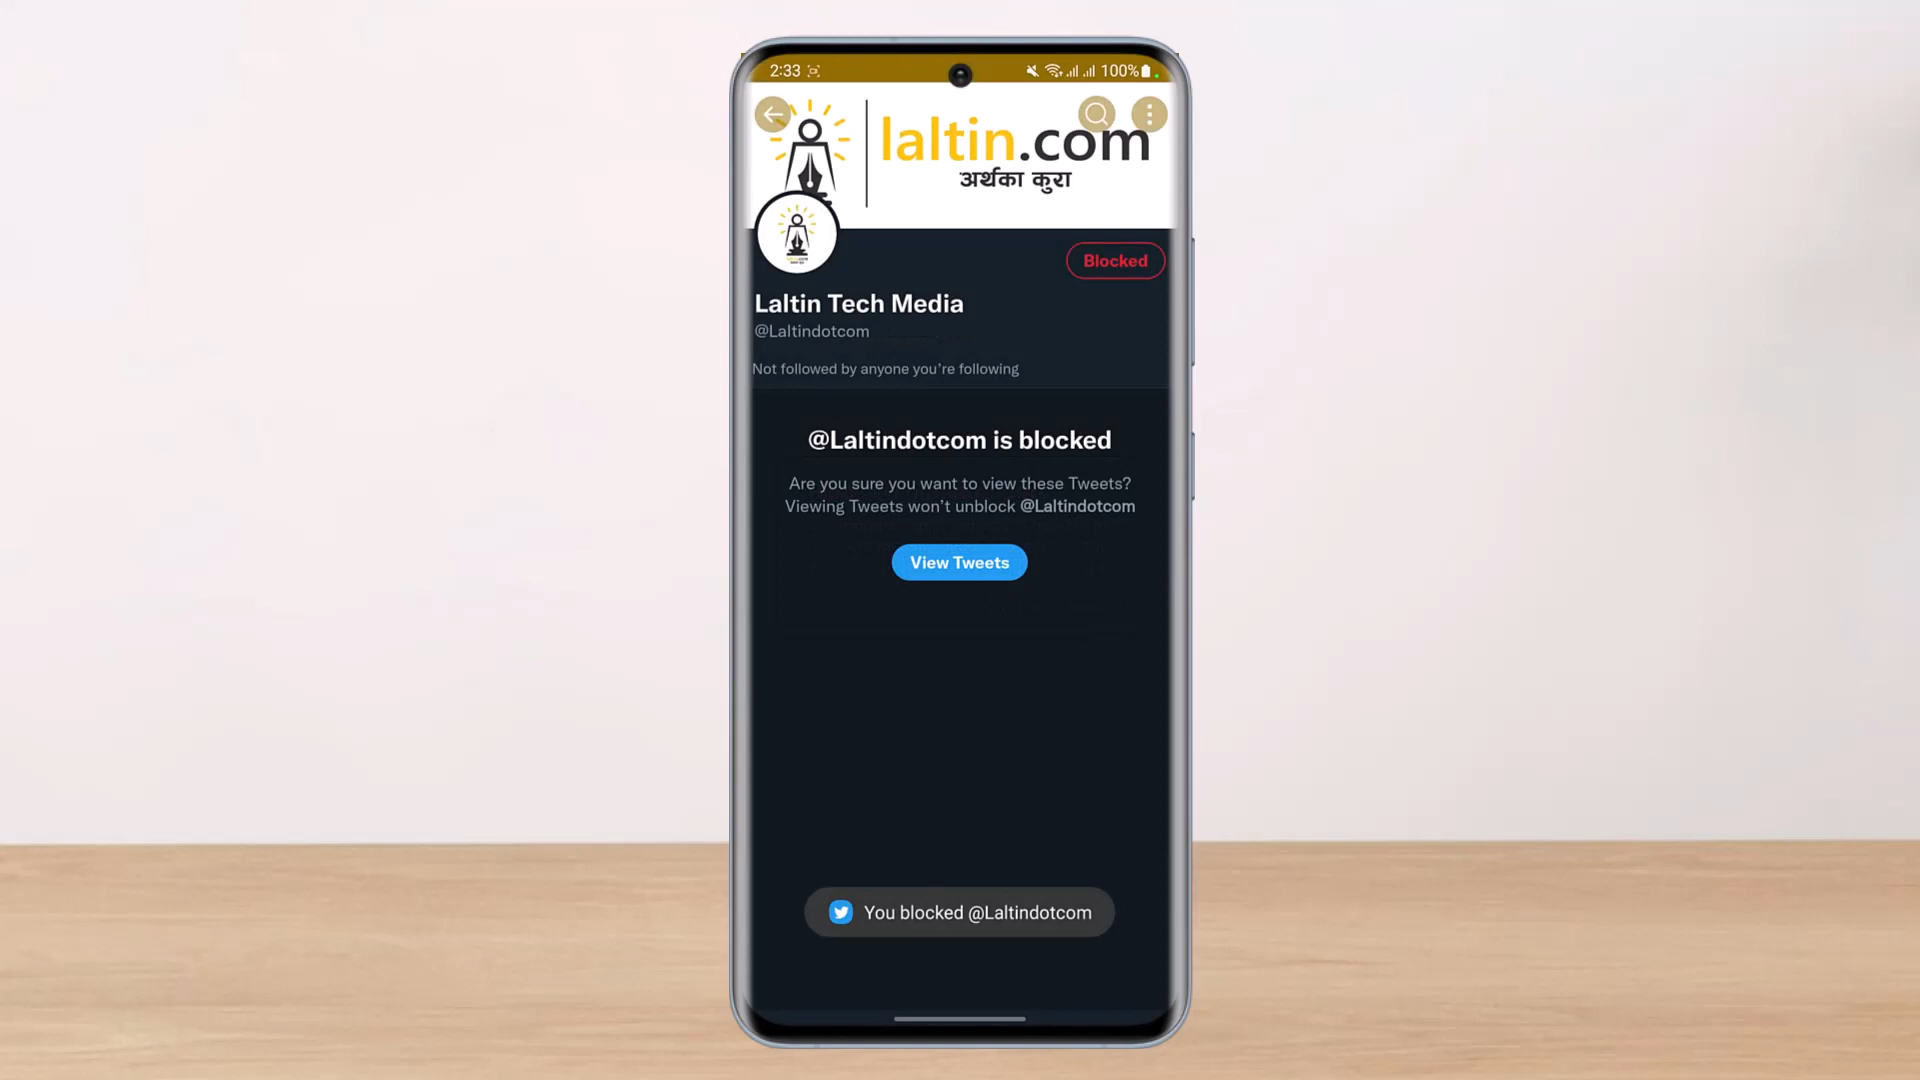 2:33
100%
laltin.com
अर्थका कुरा
Blocked
Laltin Tech Media
@Laltindotcom
Not followed by anyone you're following
@Laltindotcom is blocked
Are you sure you want to view these Tweets?
Viewing Tweets won't unblock @Laltindotcom
View Tweets
You blocked @Laltindotcom